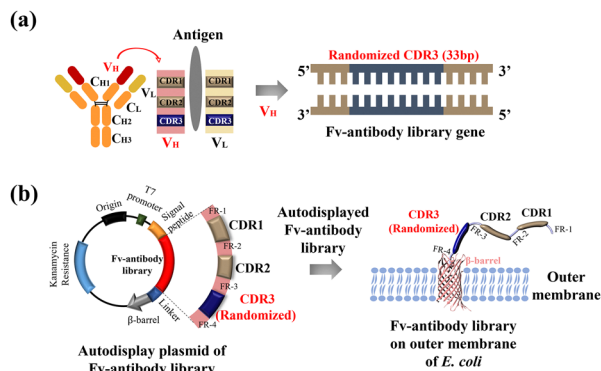 (a)
Antigen
VH
CH1
VL
CL
CH2
CH3
CDR1
CDR2
CDR3
VH
CDR1
CDR2
CDR3
VL
VH
Randomized CDR3 (33bp)
5’
3’
3’
5’
Fv-antibody library gene
(b)
Origin
T7
promoter
Signal
peptide
Kanamycin
Resistance
Fv-antibody
library
Linker
β-barrel
FR-1
CDR1
FR-2
CDR2
FR-3
CDR3
(Randomized)
FR-4
Autodisplay plasmid of
Fv-antibody library
Autodisplayed
Fv-antibody
library
CDR3
(Randomized)
CDR2
CDR1
FR-1
FR-2
FR-3
FR-4
β-barrel
Outer
membrane
Fv-antibody library
on outer membrane
of E. coli